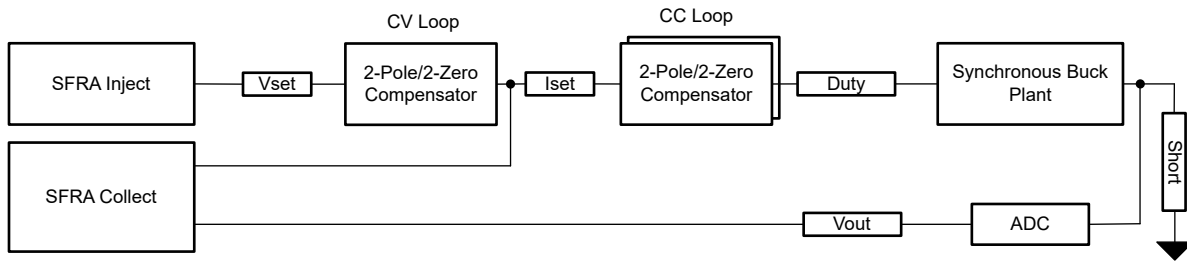 CV Loop
CC Loop
SFRA Inject
Vset
2-Pole/2-Zero
Compensator
Iset
2-Pole/2-Zero
Compensator
Duty
Synchronous Buck
Plant
Short
SFRA Collect
Vout
ADC